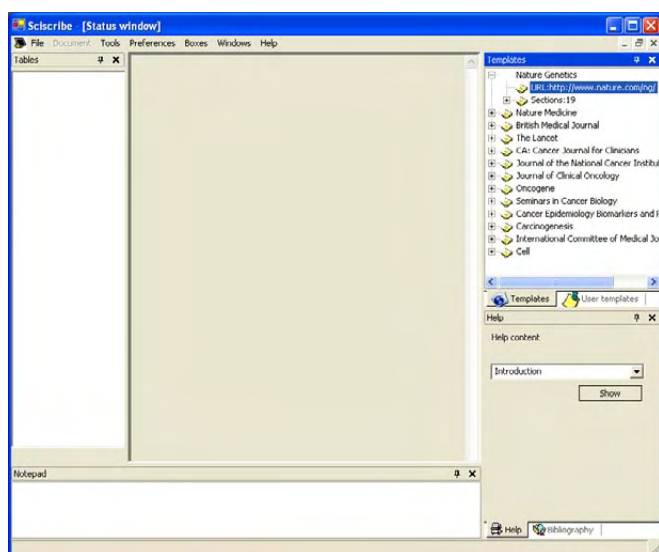 Sciscribe - [Status window]
File Document Tools Preferences Boxes Windows Help
Tables
Templates
Nature Genetics
URL:http://www.nature.com/ng/
Sections:19
Nature Medicine
British Medical Journal
The Lancet
CA: Cancer Journal for Clinicians
Journal of the National Cancer Institu
Journal of Clinical Oncology
Oncogene
Seminars in Cancer Biology
Cancer Epidemiology Biomarkers and P
Carcinogenesis
International Committee of Medical Jo
Cell
Templates User templates
Help
Help content
Introduction
Show
Notepad
Help Bibliography